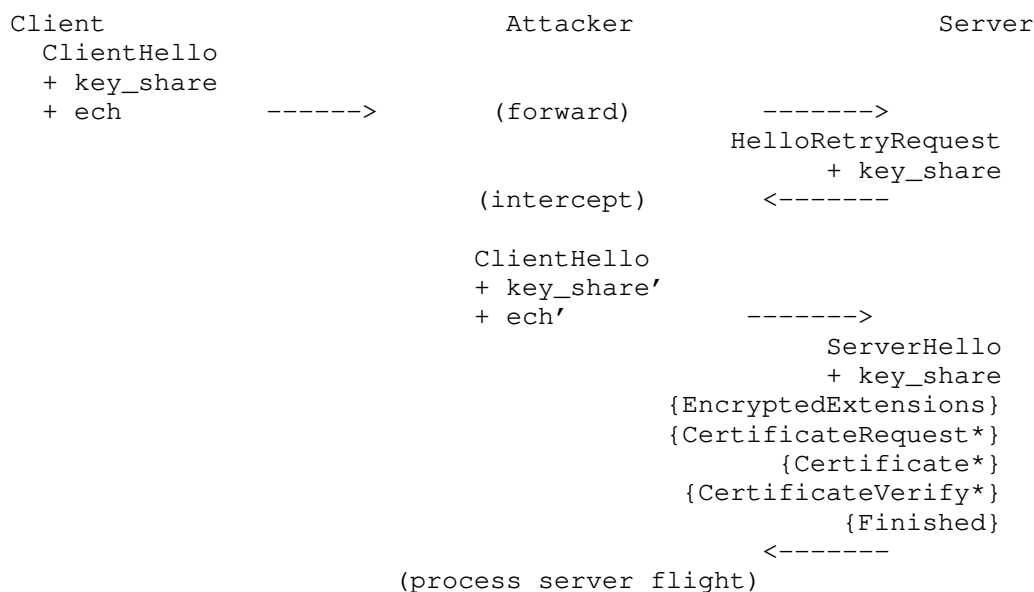 Client Attacker Server
ClientHello
+ key_share
+ ech ------> (forward) ------->
HelloRetryRequest
+ key_share
(intercept) <-------
ClientHello
+ key_share'
+ ech' ------->
ServerHello
+ key_share
{EncryptedExtensions}
{CertificateRequest*}
{Certificate*}
{CertificateVerify*}
{Finished}
<-------
(process server flight)